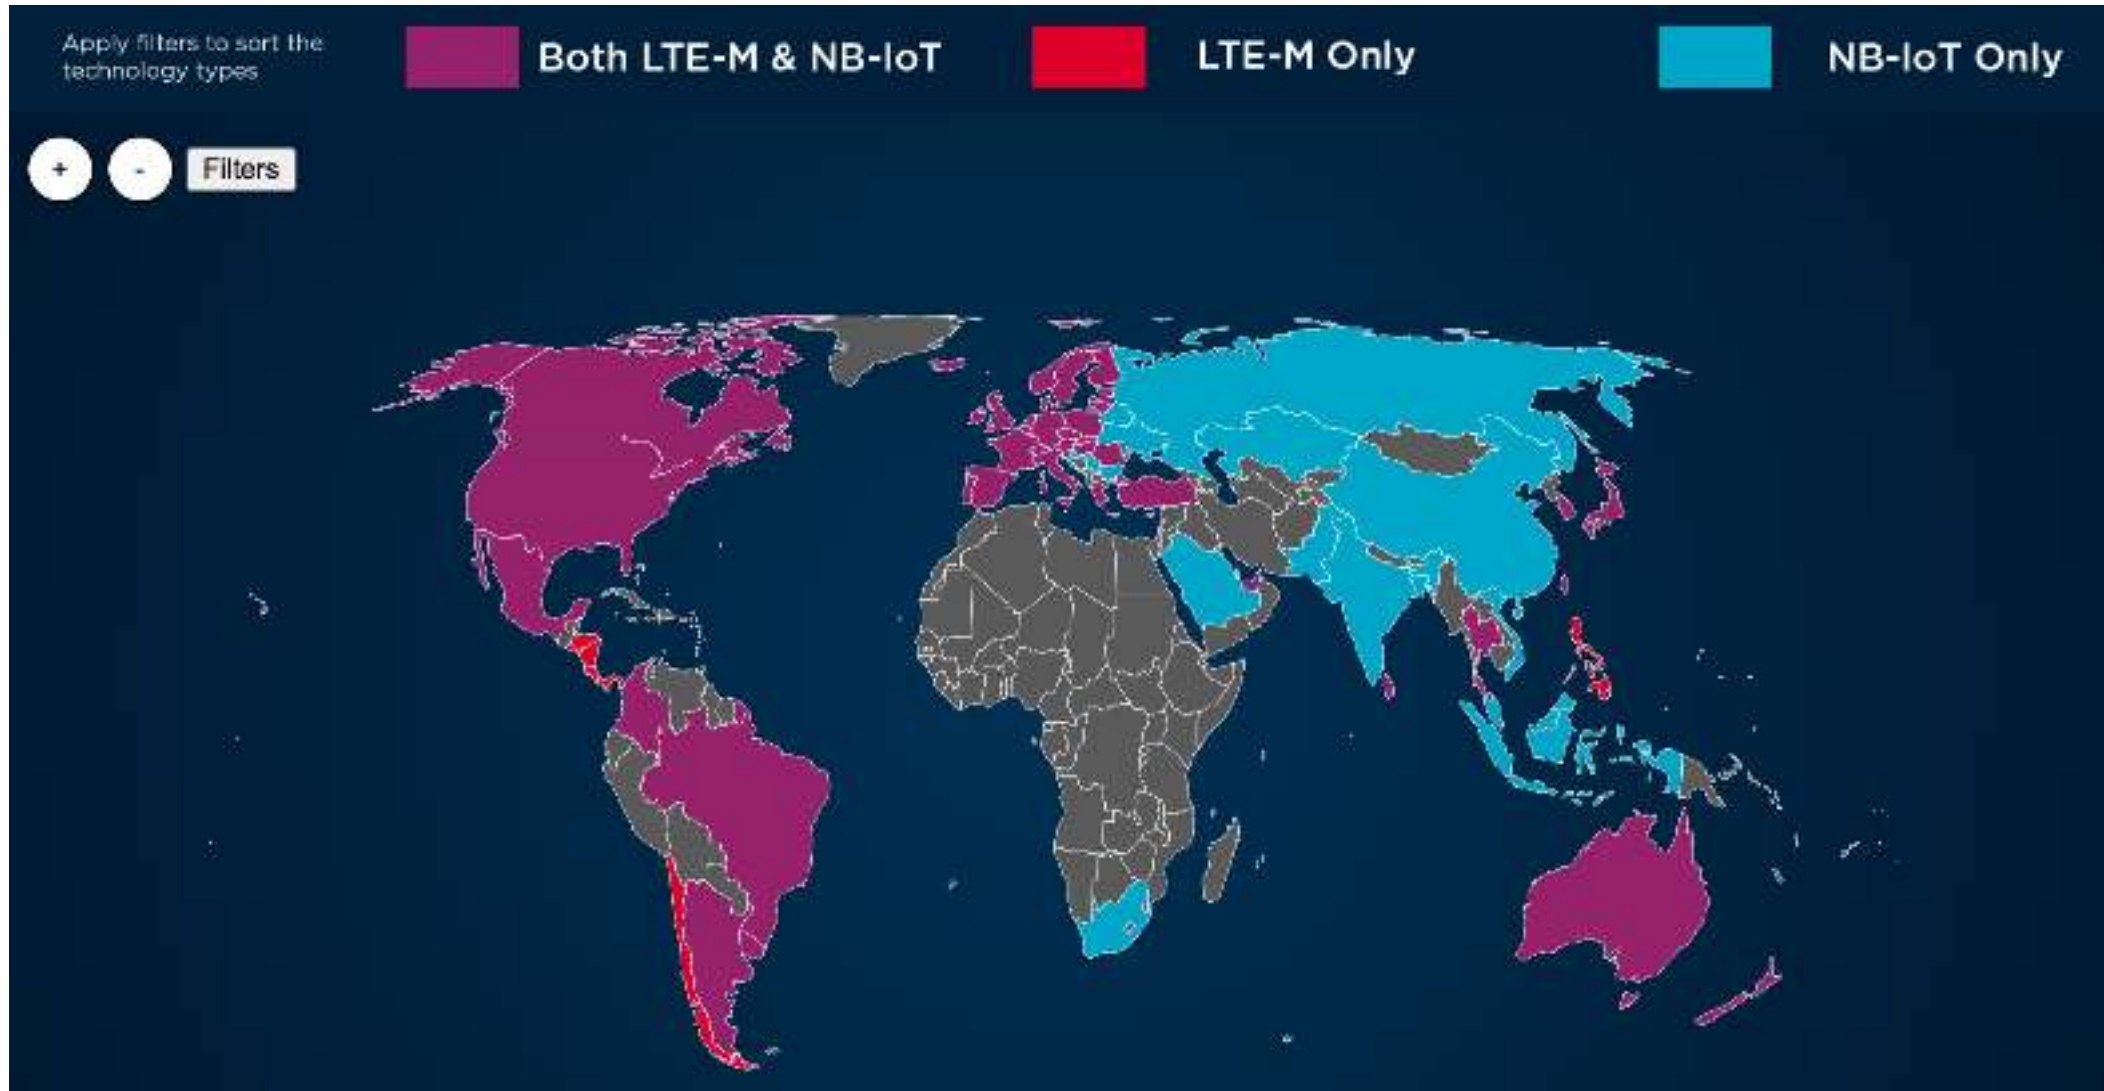 Apply filters to sort the
technology types
Both LTE-M & NB-IoT
LTE-M Only
NB-IoT Only
+
-
Filters